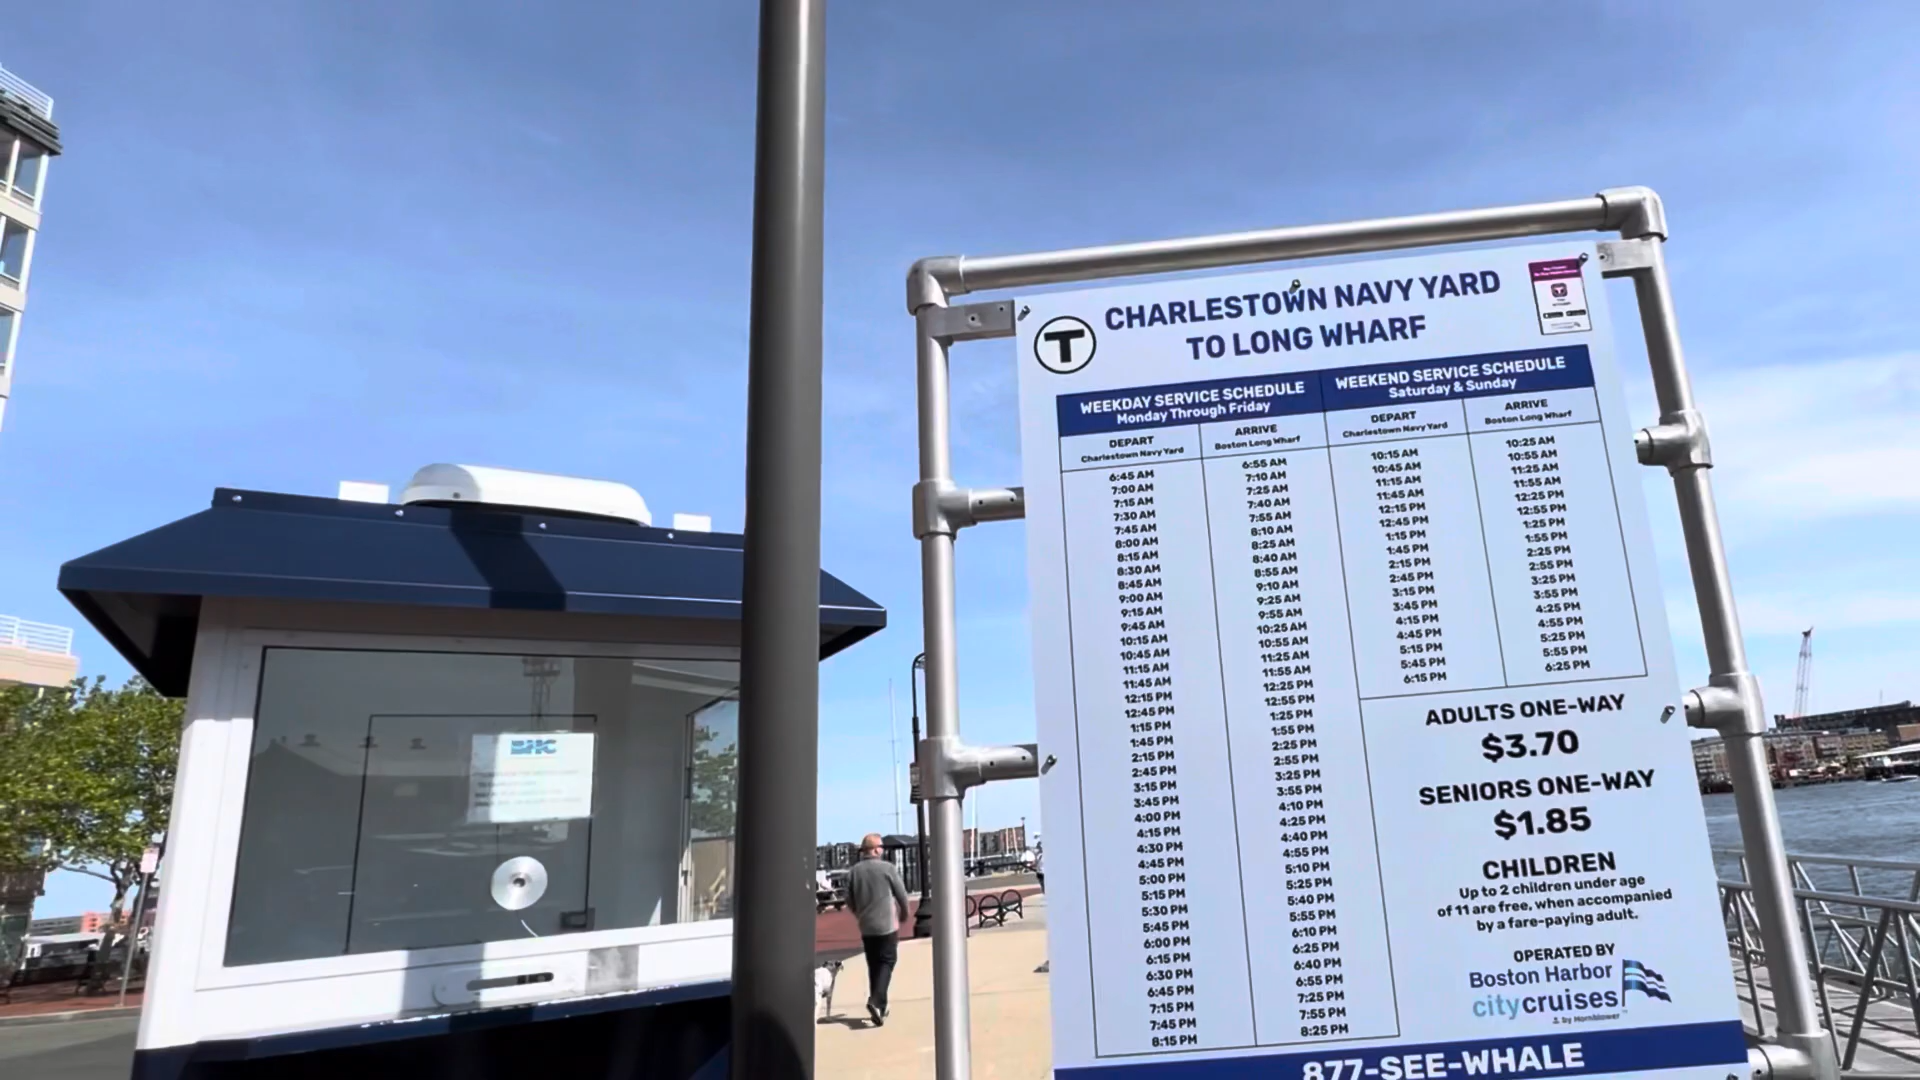 CHARLESTOWN NAVY YARD
TO LONG WHARF
T
WEEKDAY SERVICE SCHEDULE
Monday Through Friday
WEEKEND SERVICE SCHEDULE
Saturday & Sunday
DEPART
Charlestown Navy Yard
ARRIVE
Boston Long Wharf
DEPART
Charlestown Navy Yard
ARRIVE
Boston Long Wharf
6:45 AM
7:00 AM
7:15 AM
7:30 AM
7:45 AM
8:00 AM
8:15 AM
8:30 AM
8:45 AM
9:00 AM
9:15 AM
9:45 AM
10:15 AM
10:45 AM
11:15 AM
11:45 AM
12:15 PM
12:45 PM
1:15 PM
1:45 PM
2:15 PM
2:45 PM
3:15 PM
3:45 PM
4:00 PM
4:15 PM
4:30 PM
4:45 PM
5:00 PM
5:15 PM
5:30 PM
5:45 PM
6:00 PM
6:15 PM
6:30 PM
6:45 PM
7:15 PM
7:45 PM
8:15 PM
6:55 AM
7:10 AM
7:25 AM
7:40 AM
7:55 AM
8:10 AM
8:25 AM
8:40 AM
8:55 AM
9:10 AM
9:25 AM
9:55 AM
10:25 AM
10:55 AM
11:25 AM
11:55 AM
12:25 PM
12:55 PM
1:25 PM
1:55 PM
2:25 PM
2:55 PM
3:25 PM
3:55 PM
4:10 PM
4:25 PM
4:40 PM
4:55 PM
5:10 PM
5:25 PM
5:40 PM
5:55 PM
6:10 PM
6:25 PM
6:40 PM
6:55 PM
7:25 PM
7:55 PM
8:25 PM
10:15 AM
10:45 AM
11:15 AM
11:45 AM
12:15 PM
12:45 PM
1:15 PM
1:45 PM
2:15 PM
2:45 PM
3:15 PM
3:45 PM
4:15 PM
4:45 PM
5:15 PM
5:45 PM
6:15 PM
10:25 AM
10:55 AM
11:25 AM
11:55 AM
12:25 PM
12:55 PM
1:25 PM
1:55 PM
2:25 PM
2:55 PM
3:25 PM
3:55 PM
4:25 PM
4:55 PM
5:25 PM
5:55 PM
6:25 PM
ADULTS ONE-WAY
$3.70
SENIORS ONE-WAY
$1.85
CHILDREN
Up to 2 children under age
of 11 are free, when accompanied
by a fare-paying adult.
OPERATED BY
Boston Harbor
citycruises
by Hornblower
877-SEE-WHALE
BHC